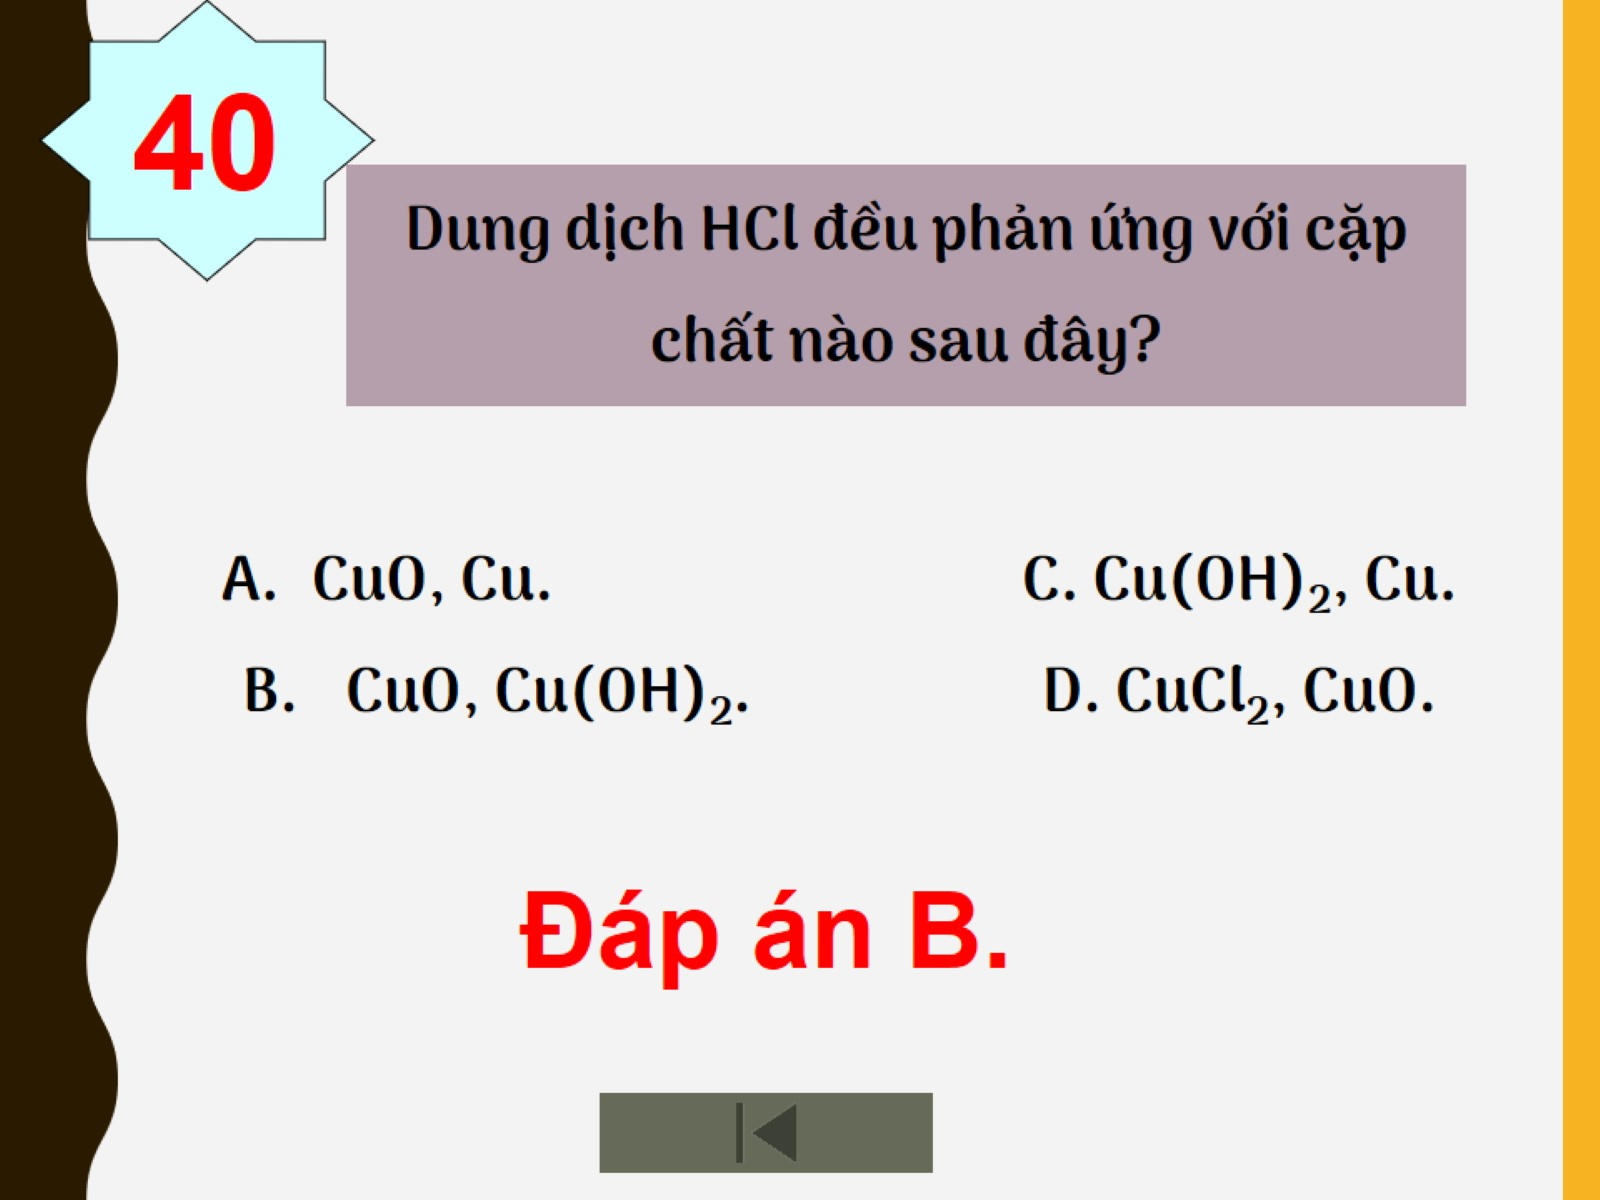 40
Dung dịch HCl đều phản ứng với cặp
chất nào sau đây?
A. CuO, Cu.
C. Cu(OH)₂, Cu.
B. CuO, Cu(OH)₂.
D. CuCl₂, CuO.
Đáp án B.